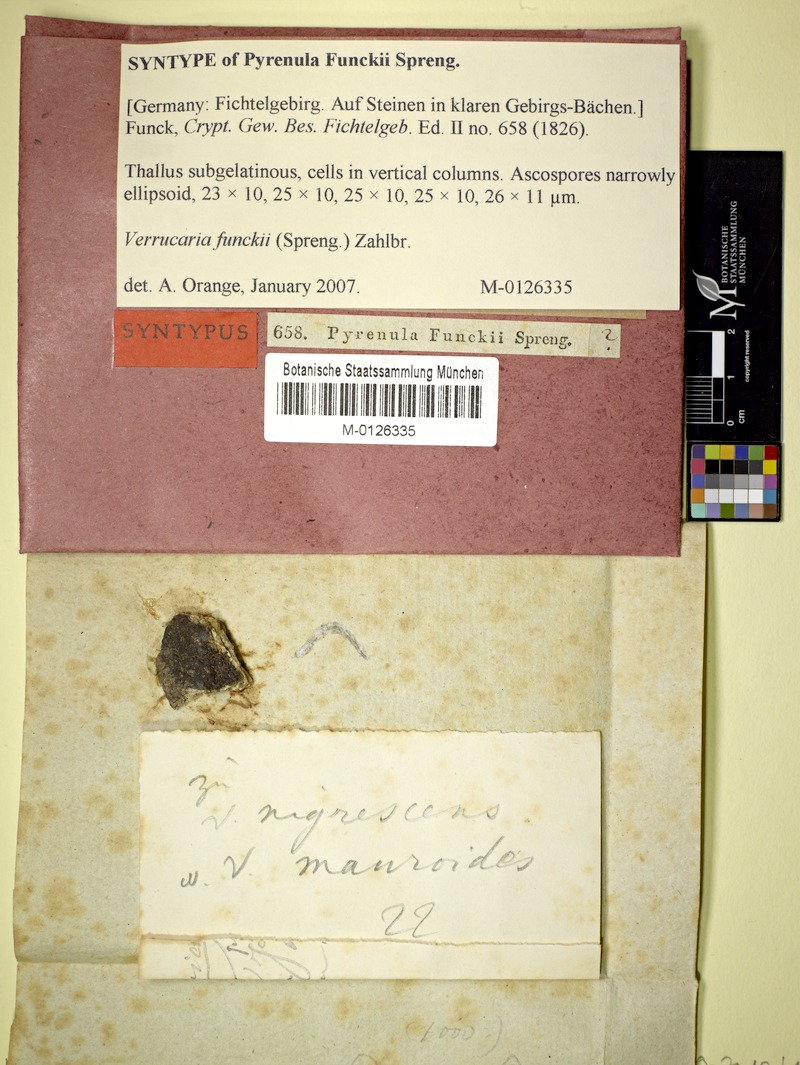 SYNTYPE of Pyrenula Funckii Spreng.
[Germany: Fichtelgebirg. Auf Steinen in klaren Gebirgs-Bächen.]
Funck, Crypt. Gew. Bes. Fichtelgeb. Ed. II no. 658 (1826).
Thallus subgelatinous, cells in vertical columns. Ascospores narrowly
ellipsoid, 23 × 10, 25 × 10, 25 × 10, 25 × 10, 26 × 11 µm.
Verrucaria funckii (Spreng.) Zahlbr.
det. A. Orange, January 2007. M-0126335
SYNTYPUS
658. Pyrenula Funckii Spreng. ?
Botanische Staatssammlung München
M-0126335
BOTANISCHE
STAATSSAMMLUNG
MÜNCHEN
copyright reserved
0 1 2
cm
zu
V. nigrescens.
u. V. mauroides
22